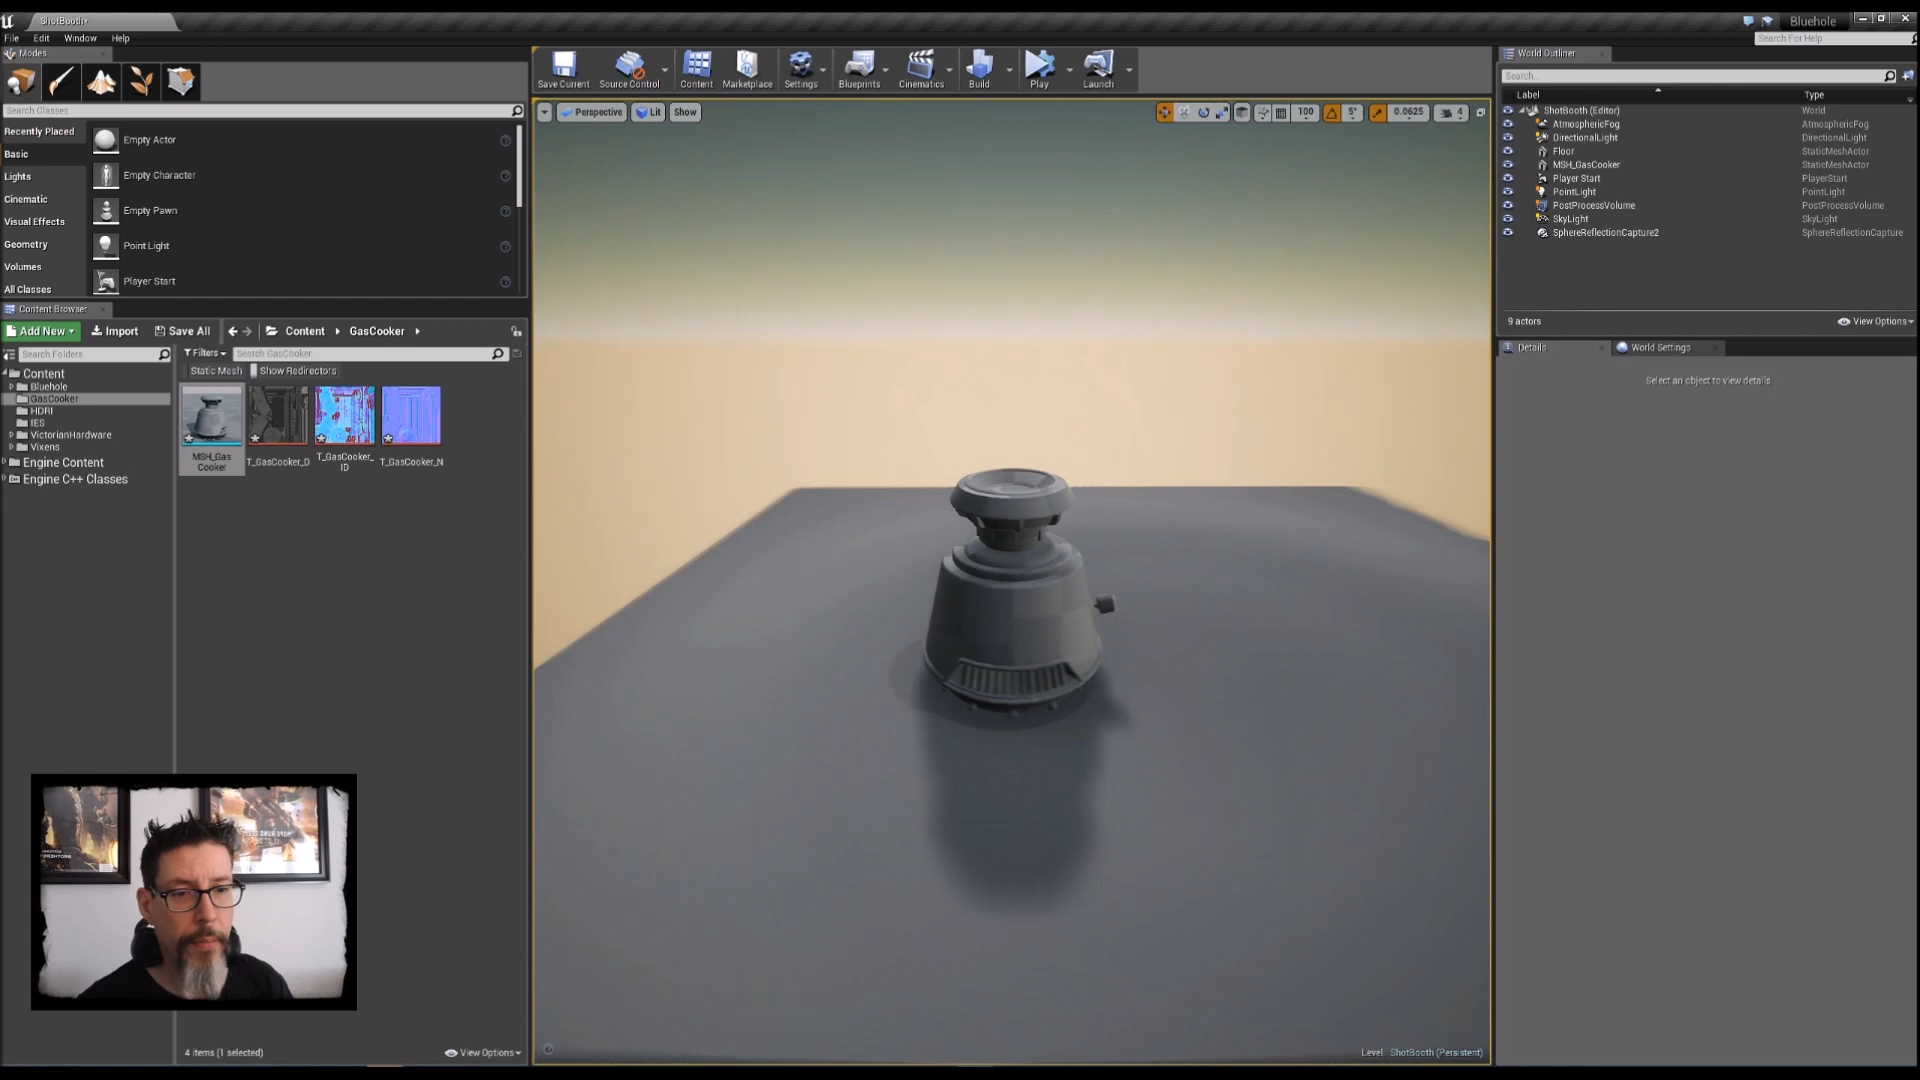 ShotBooth*
Bluehole
File Edit Window Help
Search For Help
Modes
Search Classes
Recently Placed
Basic
Lights
Cinematic
Visual Effects
Geometry
Volumes
All Classes
Empty Actor
Empty Character
Empty Pawn
Point Light
Player Start
Save Current
Source Control
Content
Marketplace
Settings
Blueprints
Cinematics
Build
Play
Launch
Perspective Lit Show
100 5° 0.0625 4
Content Browser
Add New Import Save All Content GasCooker
Search Folders
Filters Search GasCooker
Static Mesh Show Redirectors
Content
Bluehole
GasCooker
HDRI
IES
VictorianHardware
Vixens
Engine Content
Engine C++ Classes
MSH_Gas
Cooker
T_GasCooker_D
T_GasCooker_
ID
T_GasCooker_N
4 items (1 selected) View Options
Level: ShotBooth (Persistent)
World Outliner
Search...
Label Type
ShotBooth (Editor) World
AtmosphericFog AtmosphericFog
DirectionalLight DirectionalLight
Floor StaticMeshActor
MSH_GasCooker StaticMeshActor
Player Start PlayerStart
PointLight PointLight
PostProcessVolume PostProcessVolume
SkyLight SkyLight
SphereReflectionCapture2 SphereReflectionCapture
9 actors View Options
Details World Settings
Select an object to view details